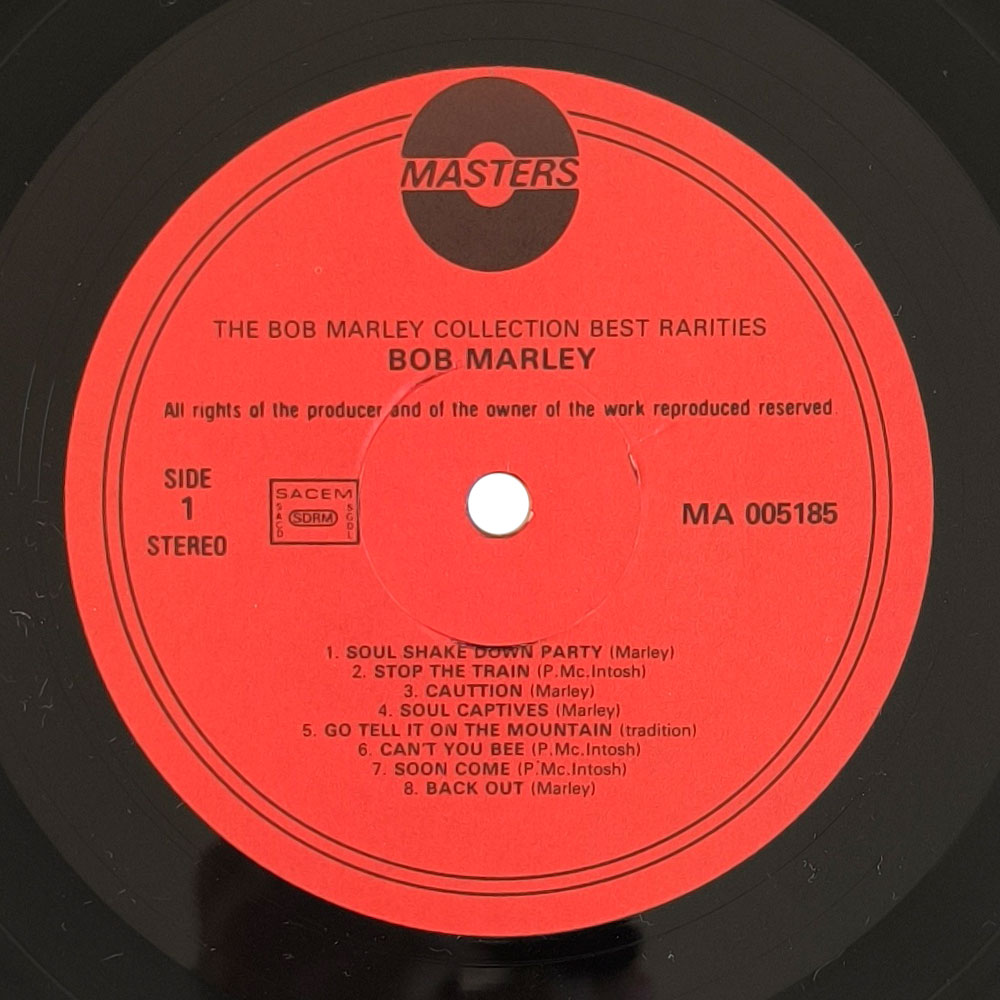 MASTERS
THE BOB MARLEY COLLECTION BEST RARITIES
BOB MARLEY
All rights of the producer and of the owner of the work reproduced reserved
SIDE
1
STEREO
SACEM
SACD
SDRM
SGDL
MA 005185
1. SOUL SHAKE DOWN PARTY (Marley)
2. STOP THE TRAIN (P.Mc.Intosh)
3. CAUTTION (Marley)
4. SOUL CAPTIVES (Marley)
5. GO TELL IT ON THE MOUNTAIN (tradition)
6. CAN'T YOU BEE (P.Mc.Intosh)
7. SOON COME (P.Mc.Intosh)
8. BACK OUT (Marley)